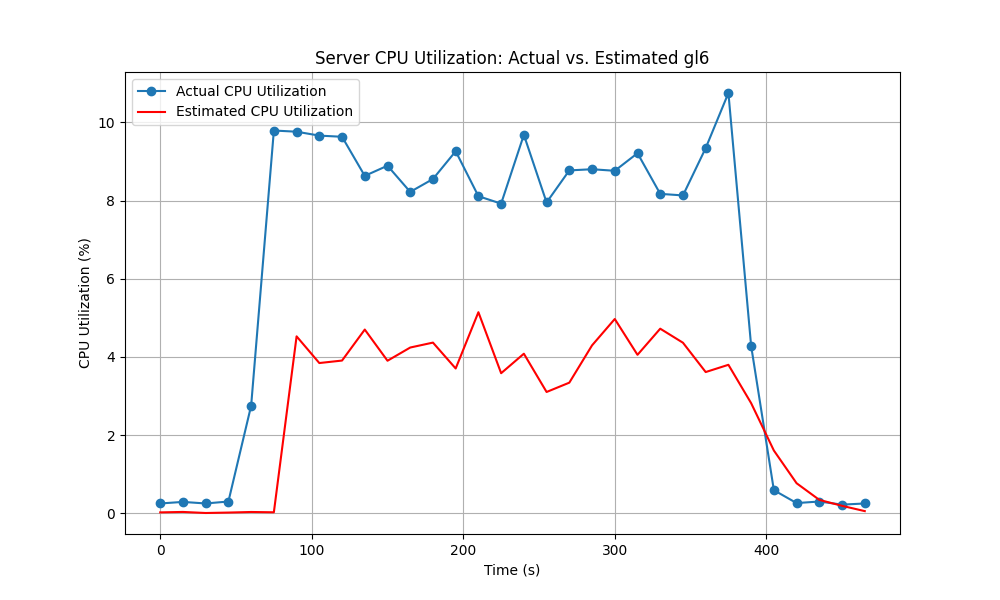 Server CPU Utilization: Actual vs. Estimated gl6
Actual CPU Utilization
Estimated CPU Utilization
CPU Utilization (%)
10
8
6
4
2
0
0 100 200 300 400
Time (s)